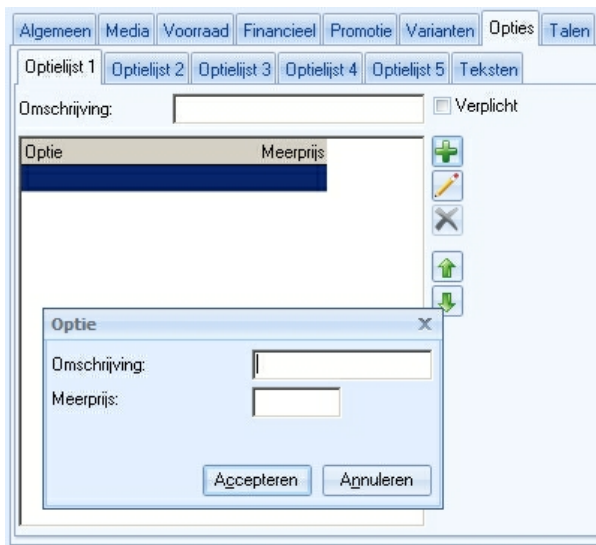 Algemeen Media Voorraad Financieel Promotie Varianten Opties Talen
Optielijst 1 Optielijst 2 Optielijst 3 Optielijst 4 Optielijst 5 Teksten
Omschrijving: Verplicht
Optie Meerprijs
Optie
Omschrijving:
Meerprijs:
Accepteren Annuleren